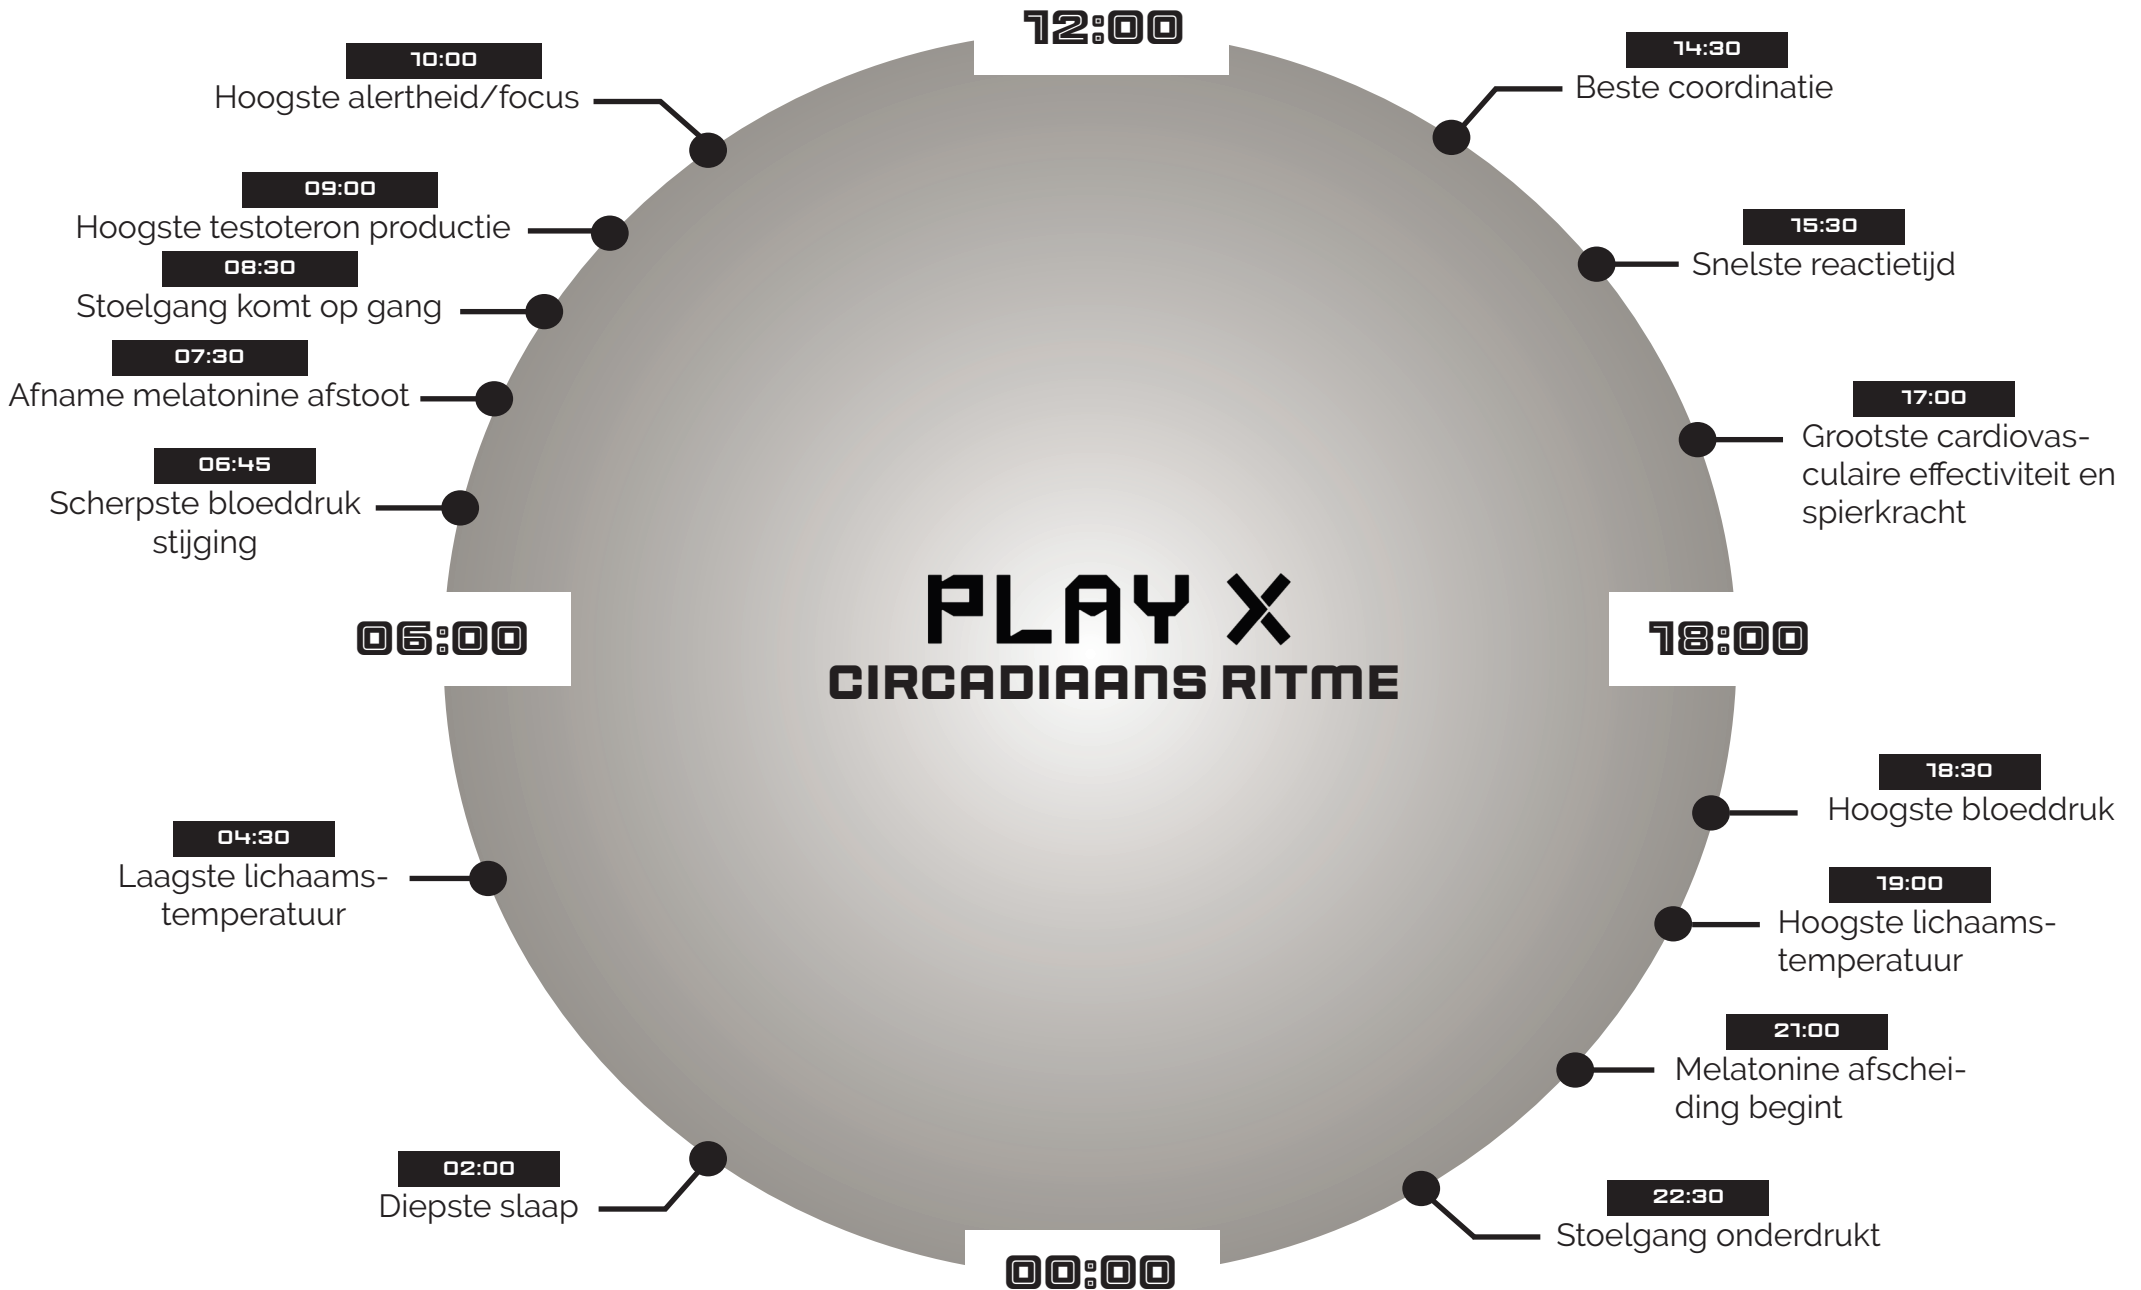 12:00
14:30
Beste coordinatie
15:30
Snelste reactietijd
17:00
Grootste cardiovas-
culaire effectiviteit en
spierkracht
18:00
18:30
Hoogste bloeddruk
19:00
Hoogste lichaams-
temperatuur
21:00
Melatonine afschei-
ding begint
22:30
Stoelgang onderdrukt
00:00
02:00
Diepste slaap
04:30
Laagste lichaams-
temperatuur
06:00
06:45
Scherpste bloeddruk
stijging
07:30
Afname melatonine afstoot
08:30
Stoelgang komt op gang
09:00
Hoogste testoteron productie
10:00
Hoogste alertheid/focus
PLAY X
CIRCADIAANS RITME